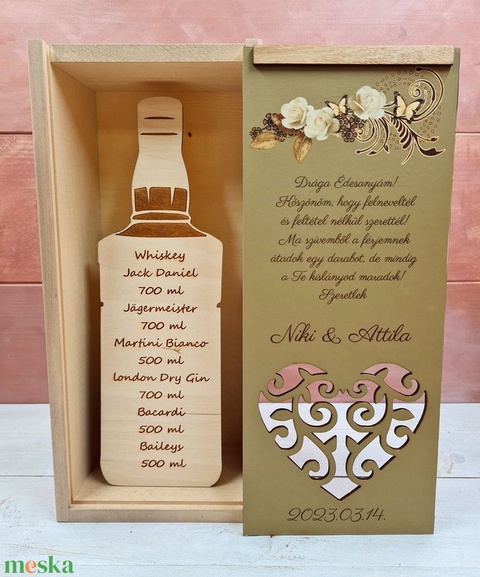 Whiskey
Jack Daniel
700 ml
Jägermeister
700 ml
Martini Bianco
500 ml
London Dry Gin
700 ml
Bacardi
500 ml
Baileys
500 ml
Drága Édesanyám!
Köszönöm, hogy felneveltél
és feltétel nélkül szerettél!
Ma szívemből a férjemnek
átadok egy darabot, de mindig
a Te kislányod maradok!
Szeretlek
Niki & Attila
2023.03.14.
meska